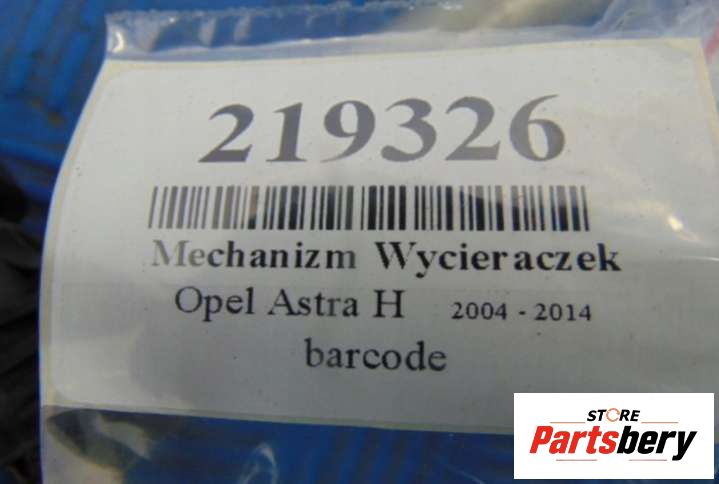 219326
Mechanizm Wycieraczek
Opel Astra H 2004 - 2014
barcode
STORE
Partsbery